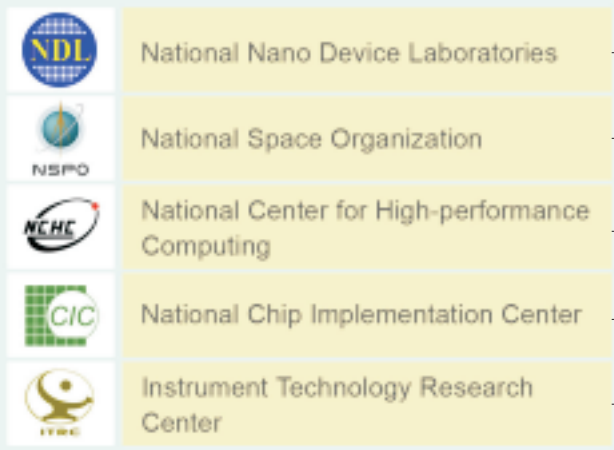 NDL
National Nano Device Laboratories
NSPO
National Space Organization
NCHC
National Center for High-performance
Computing
CIC
National Chip Implementation Center
ITRC
Instrument Technology Research
Center